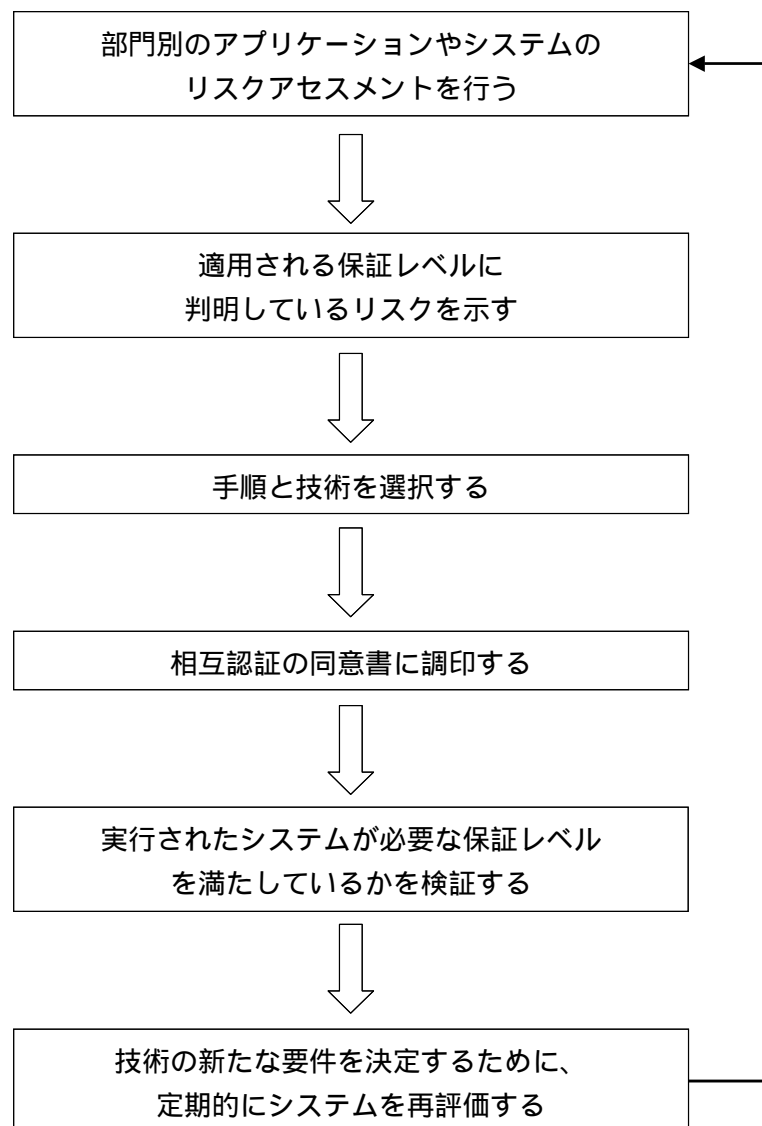 部門別のアプリケーションやシステムの
リスクアセスメントを行う
適用される保証レベルに
判明しているリスクを示す
手順と技術を選択する
相互認証の同意書に調印する
実行されたシステムが必要な保証レベル
を満たしているかを検証する
技術の新たな要件を決定するために、
定期的にシステムを再評価する